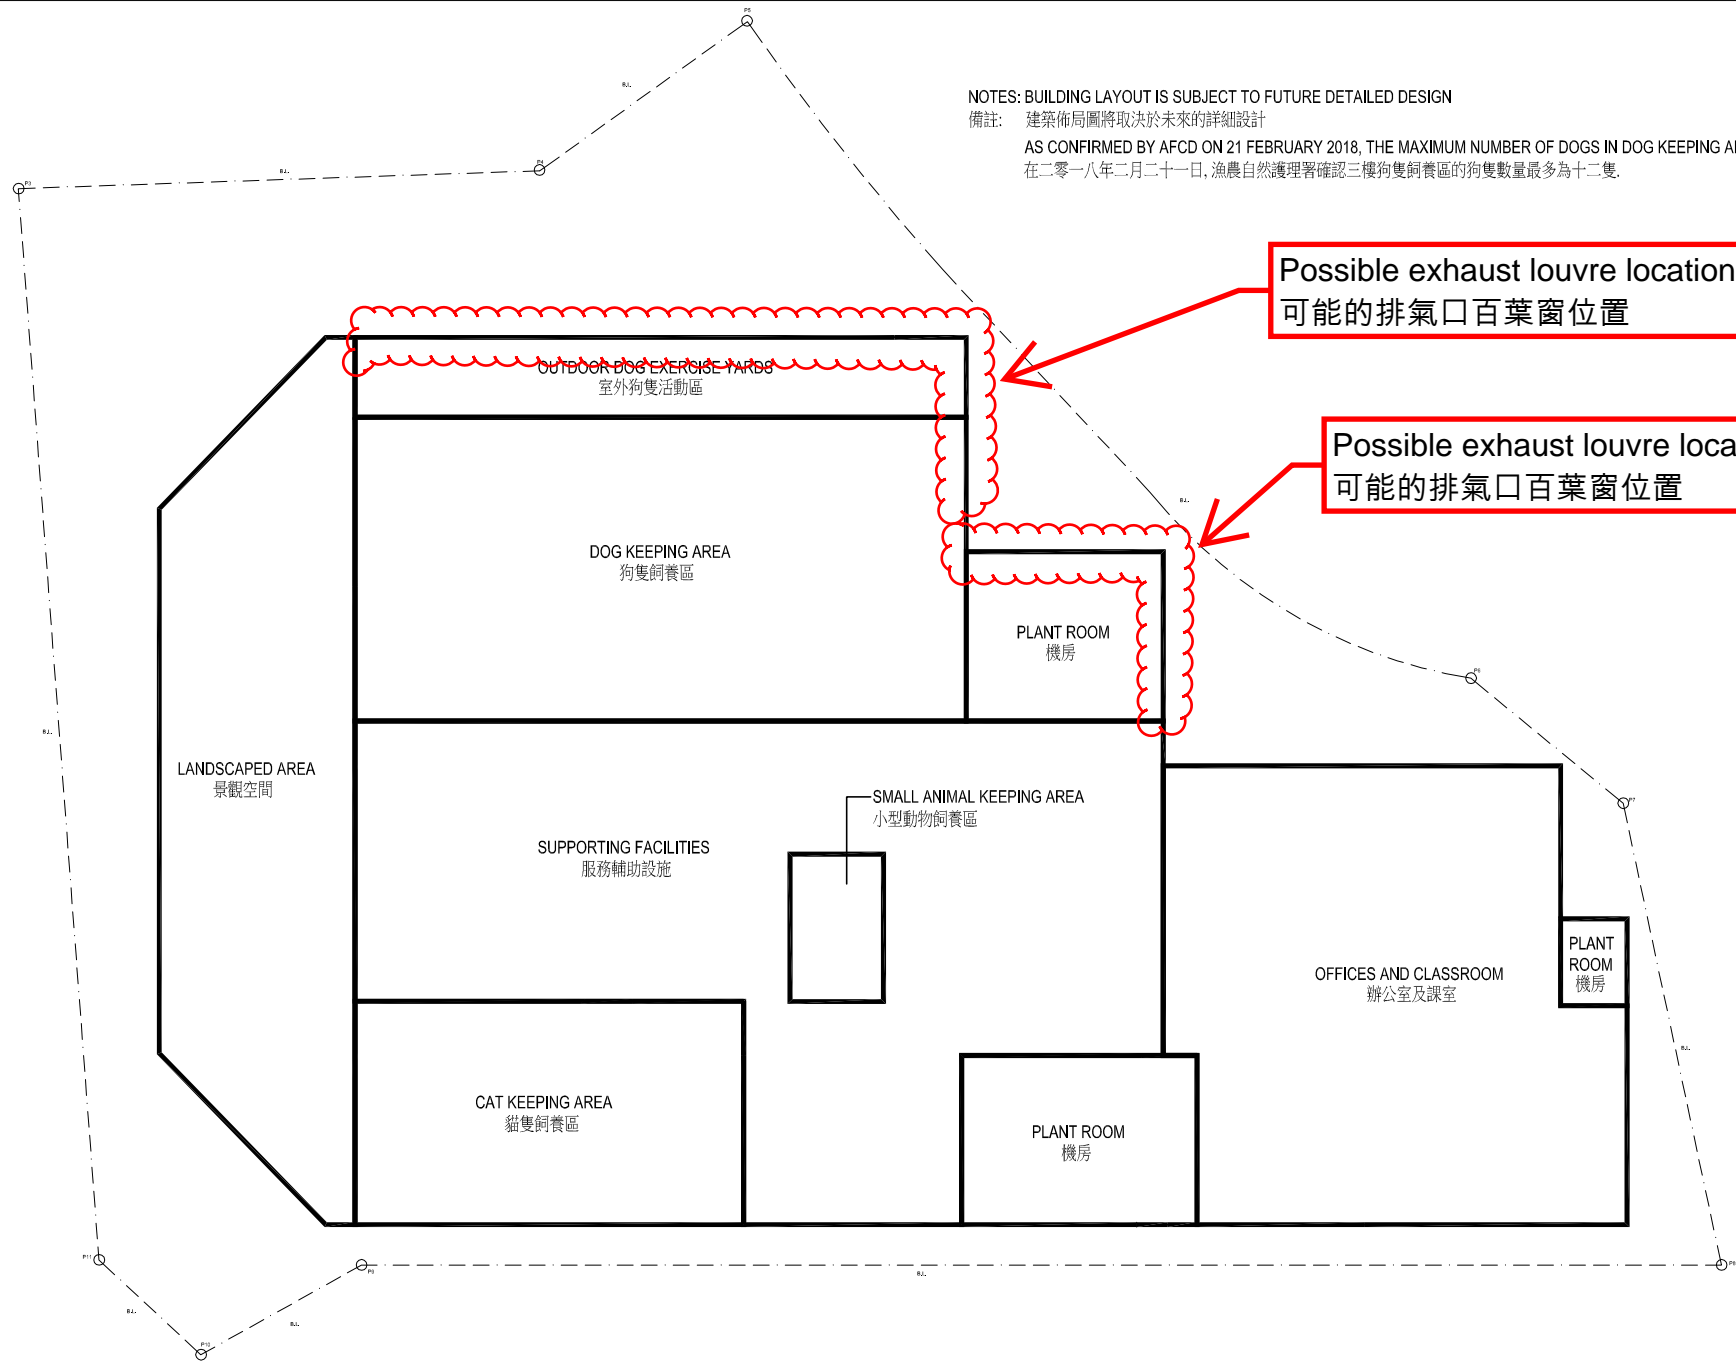 P5
B.L.
NOTES: BUILDING LAYOUT IS SUBJECT TO FUTURE DETAILED DESIGN
備註: 建築佈局圖將取決於未來的詳細設計
AS CONFIRMED BY AFCD ON 21 FEBRUARY 2018, THE MAXIMUM NUMBER OF DOGS IN DOG KEEPING
在二零一八年二月二十一日, 漁農自然護理署確認三樓狗隻飼養區的狗隻數量最多為十二隻.
P4
B.L.
P3
Possible exhaust louvre location
可能的排氣口百葉窗位置
OUTDOOR DOG EXERCISE YARDS
室外狗隻活動區
Possible exhaust louvre
可能的排氣口百葉窗位置
B.L.
DOG KEEPING AREA
狗隻飼養區
PLANT ROOM
機房
P6
B.L.
LANDSCAPED AREA
景觀空間
SMALL ANIMAL KEEPING AREA
小型動物飼養區
P7
SUPPORTING FACILITIES
服務輔助設施
PLANT
ROOM
機房
OFFICES AND CLASSROOM
辦公室及課室
B.L.
CAT KEEPING AREA
貓隻飼養區
PLANT ROOM
機房
P11
P9
B.L.
P8
B.L.
B.L.
P10